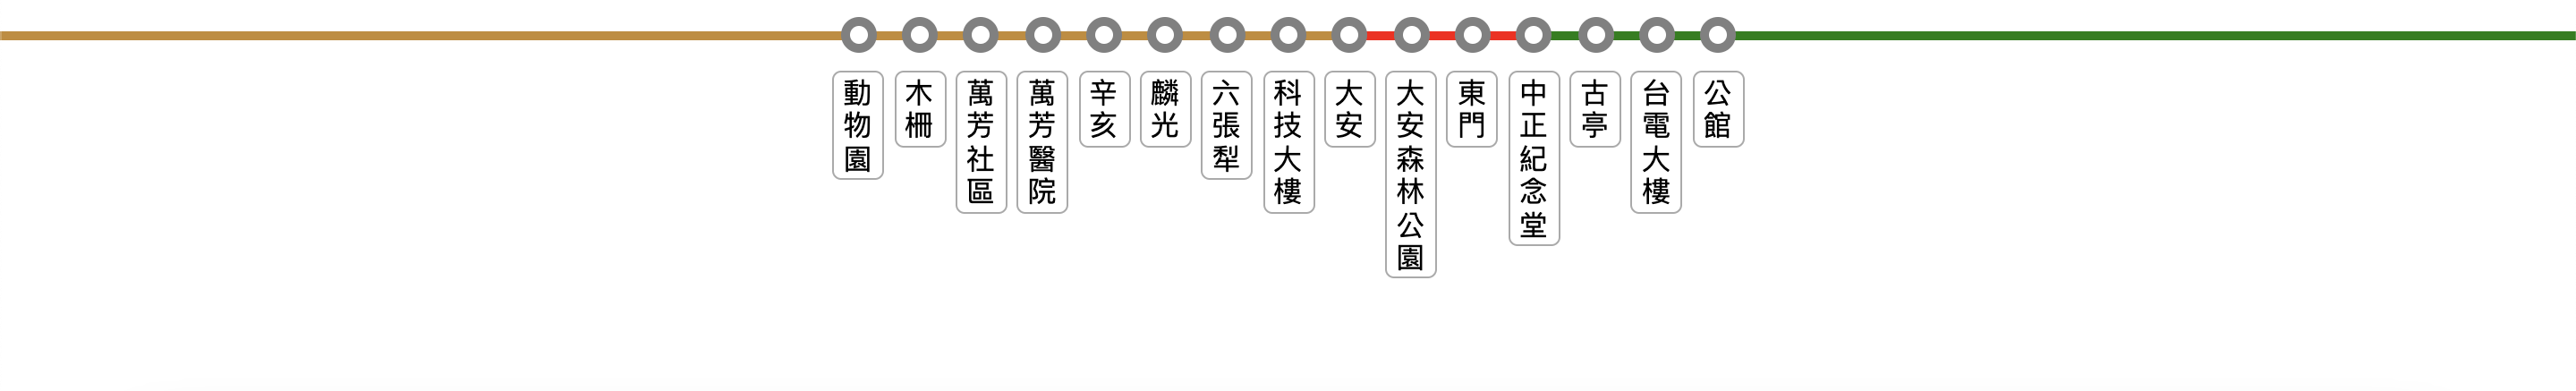 動物園
木柵
萬芳社區
萬芳醫院
辛亥
麟光
六張犁
科技大樓
大安
大安森林公園
東門
中正紀念堂
古亭
台電大樓
公館